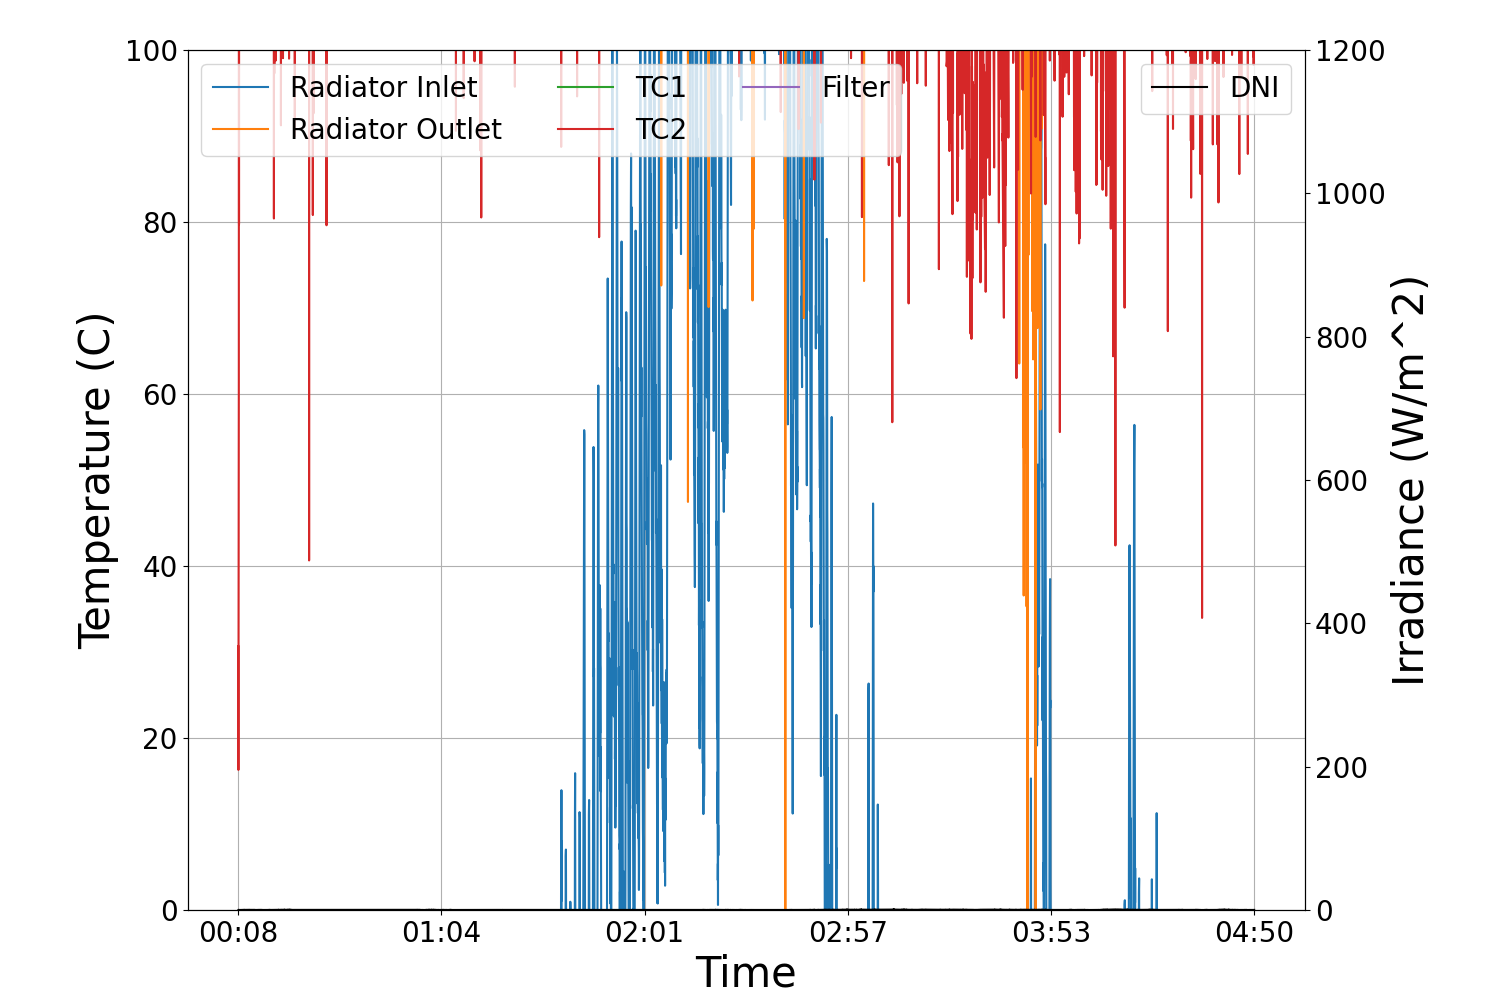 100
80
60
40
20
0
Temperature (C)
Radiator Inlet
Radiator Outlet
TC1
TC2
Filter
DNI
1200
1000
800
600
400
200
0
Irradiance (W/m^2)
00:08 01:04 02:01 02:57 03:53 04:50
Time